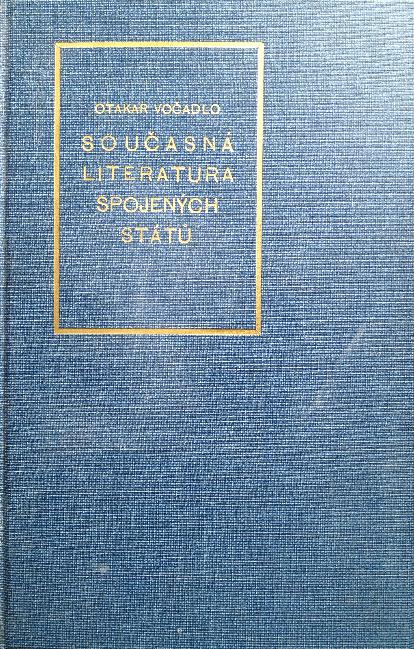 OTAKAR VOČADLO
SOUČASNÁ
LITERATURA
SPOJENÝCH
STÁTŮ